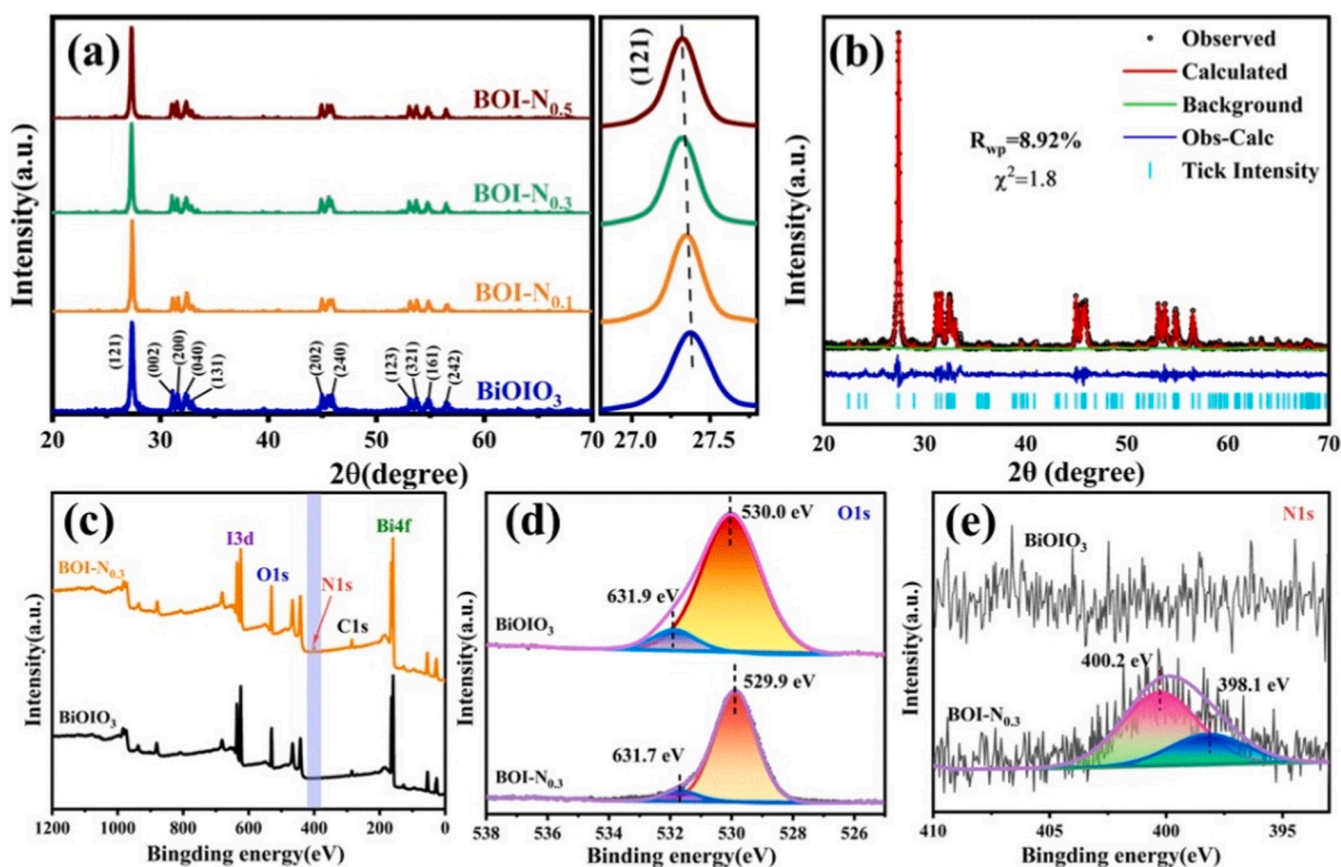 (a)
Intensity(a.u.)
BOI-N0.5
BOI-N0.3
BOI-N0.1
BiOIO3
(121)
(002)
(200)
(040)
(131)
(202)
(240)
(123)
(321)
(161)
(242)
20 30 40 50 60 70
(121)
27.0 27.5
2θ(degree)
(b)
Intensity(a.u.)
Observed
Calculated
Background
Obs-Calc
Tick Intensity
Rwp=8.92%
χ²=1.8
20 30 40 50 60 70
2θ(degree)
(c)
Intensity(a.u.)
I3d
O1s
N1s
C1s
Bi4f
BOI-N0.3
BiOIO3
1200 1000 800 600 400 200 0
Bingding energy(eV)
(d)
Intensity(a.u.)
O1s
530.0 eV
631.9 eV
BiOIO3
529.9 eV
631.7 eV
BOI-N0.3
538 536 534 532 530 528 526
Binding energy(eV)
(e)
Intensity(a.u.)
N1s
BiOIO3
400.2 eV
398.1 eV
BOI-N0.3
410 405 400 395
Bingding energy(eV)